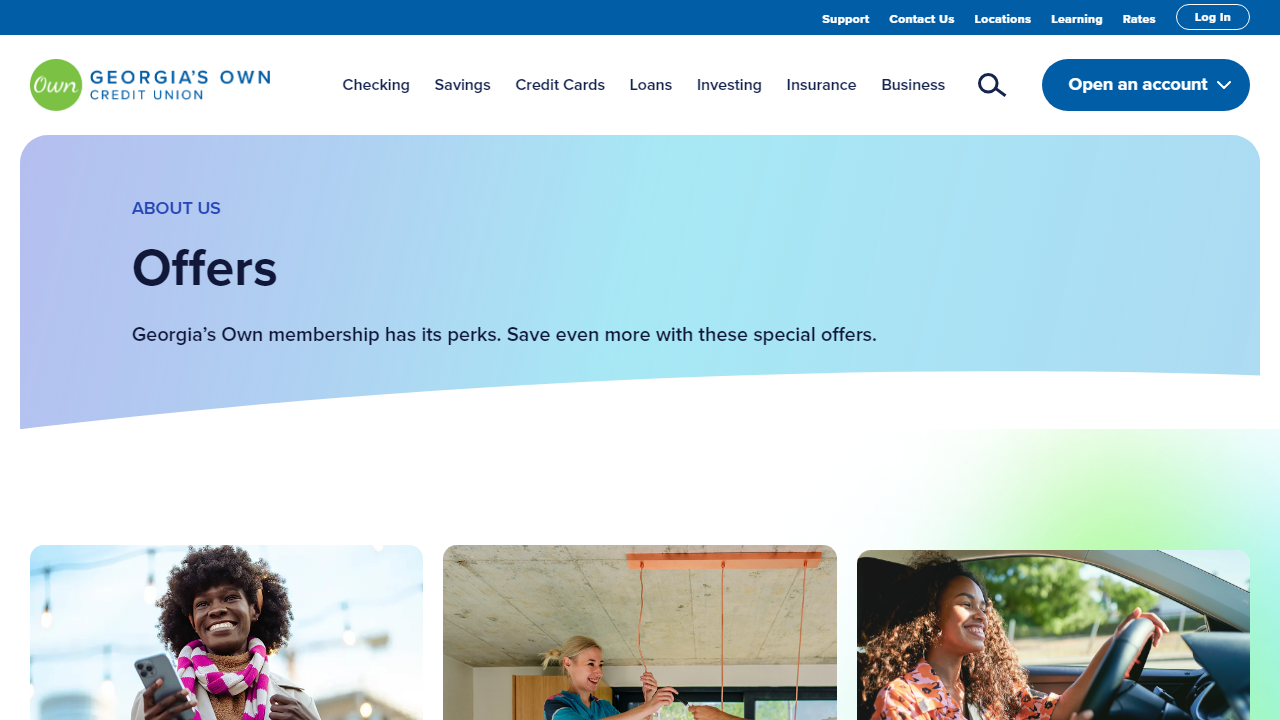 Support Contact Us Locations Learning Rates Log In
Own GEORGIA'S OWN
CREDIT UNION
Checking Savings Credit Cards Loans Investing Insurance Business Open an account
ABOUT US
Offers
Georgia’s Own membership has its perks. Save even more with these special offers.